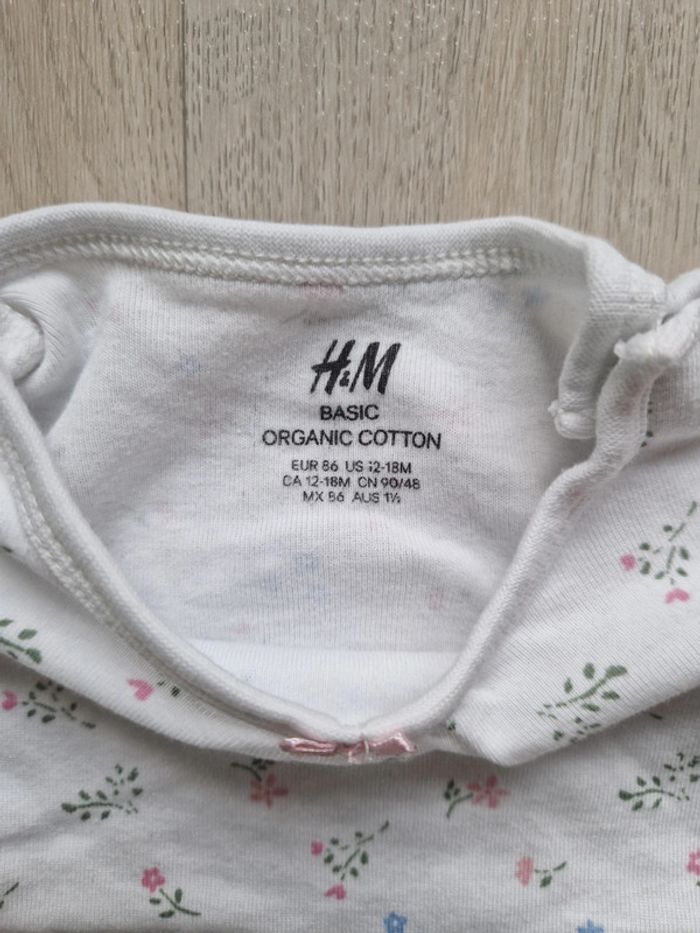 H&M
BASIC
ORGANIC COTTON
EUR 86 US 12-18M
CA 12-18M CN 90/48
MX 86 AUS 1½